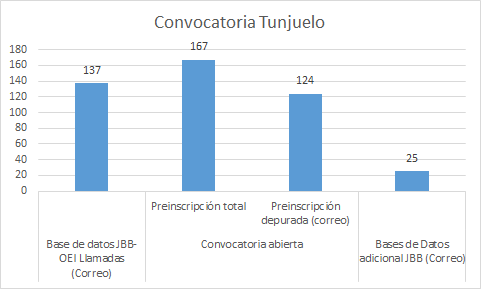 Convocatoria Tunjuelo
180
160
140
120
100
80
60
40
20
0
137
167
124
25
Preinscripción total
Preinscripción
depurada (correo)
Base de datos JBB-
OEI Llamadas
(Correo)
Convocatoria abierta
Bases de Datos
adicional JBB (Correo)